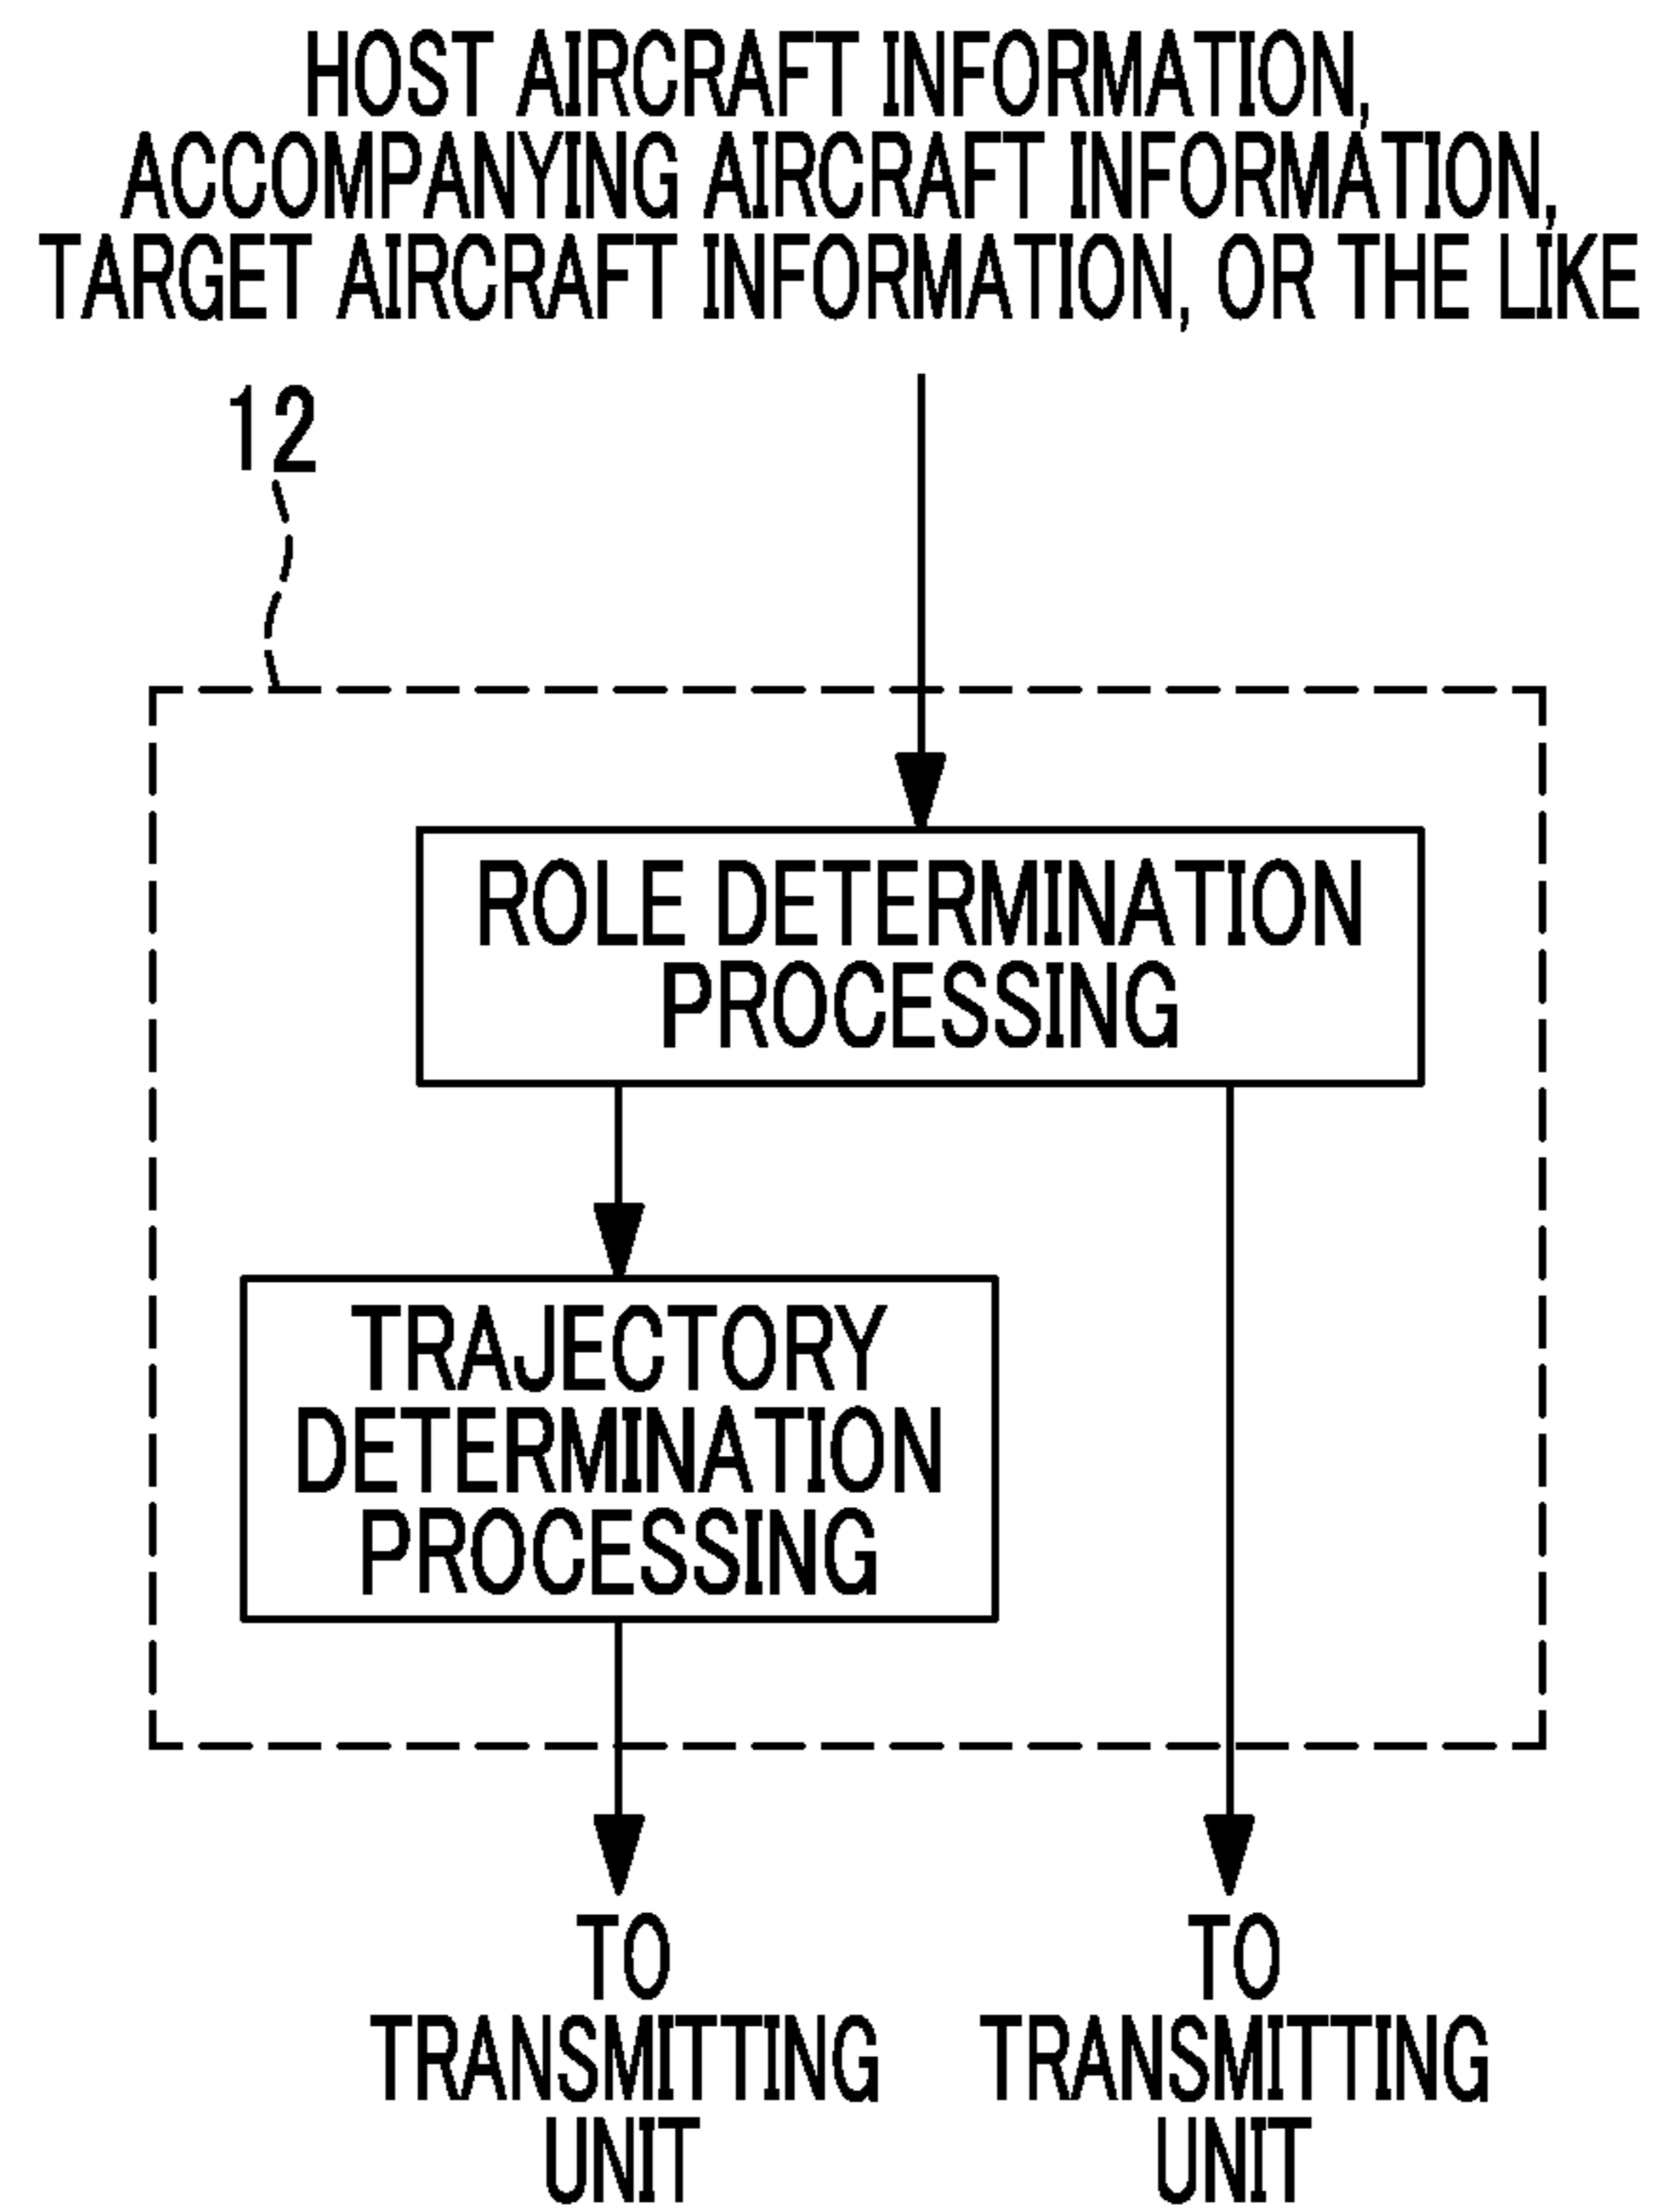 HOST AIRCRAFT INFORMATION,
ACCOMPANYING AIRCRAFT INFORMATION,
TARGET AIRCRAFT INFORMATION, OR THE LIKE
12
ROLE DETERMINATION
PROCESSING
TRAJECTORY
DETERMINATION
PROCESSING
TO
TRANSMITTING
UNIT
TO
TRANSMITTING
UNIT